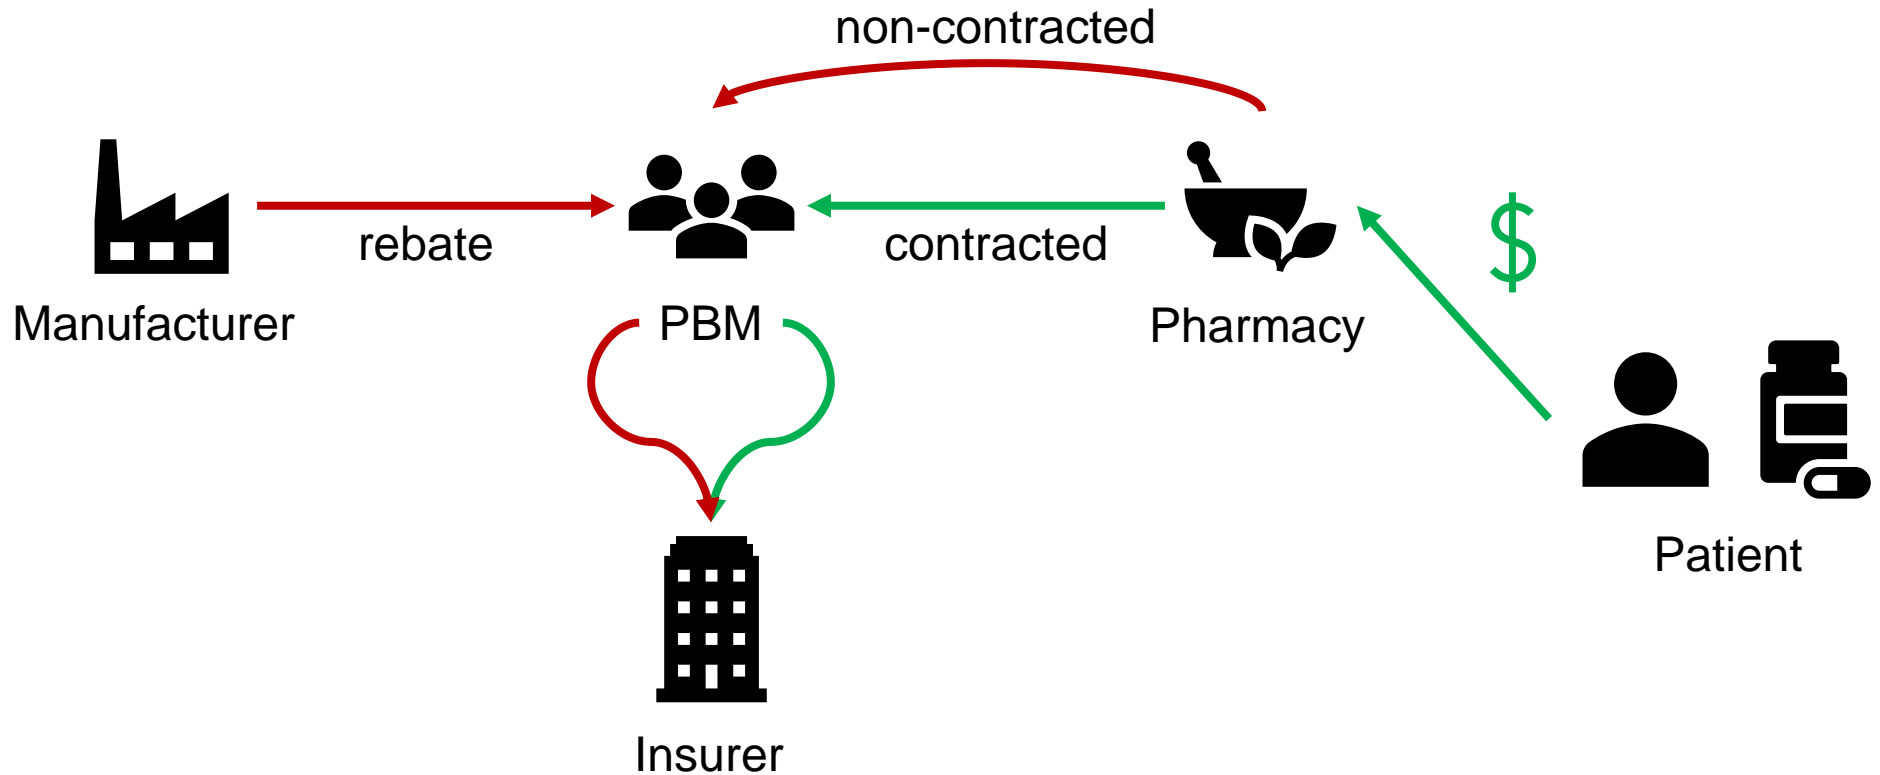 non-contracted
rebate
contracted
$
Manufacturer
PBM
Pharmacy
Patient
Insurer